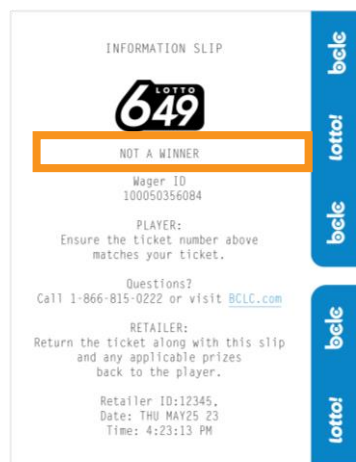 INFORMATION SLIP
LOTTO
649
NOT A WINNER
Wager ID
100050356084
PLAYER:
Ensure the ticket number above
matches your ticket.
Questions?
Call 1-866-815-0222 or visit BCLC.com
RETAILER:
Return the ticket along with this slip
and any applicable prizes
back to the player.
Retailer ID:12345,
Date: THU MAY25 23
Time: 4:23:13 PM
bclc
lotto!
bclc
bclc
lotto!